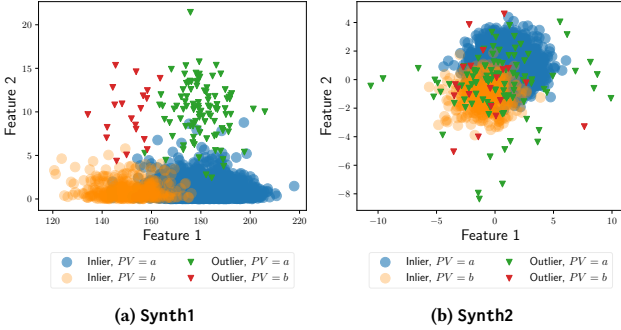 (a)
(b)
Feature 2
20
15
10
5
0
120
140
160
180
200
220
Feature 1
Inlier, PV = a
Outlier, PV = a
Inlier, PV = b
Outlier, PV = b
(a) Synth1
Feature 2
4
2
0
−2
−4
−6
−8
−10
−5
0
5
10
Feature 1
Inlier, PV = a
Outlier, PV = a
Inlier, PV = b
Outlier, PV = b
(b) Synth2